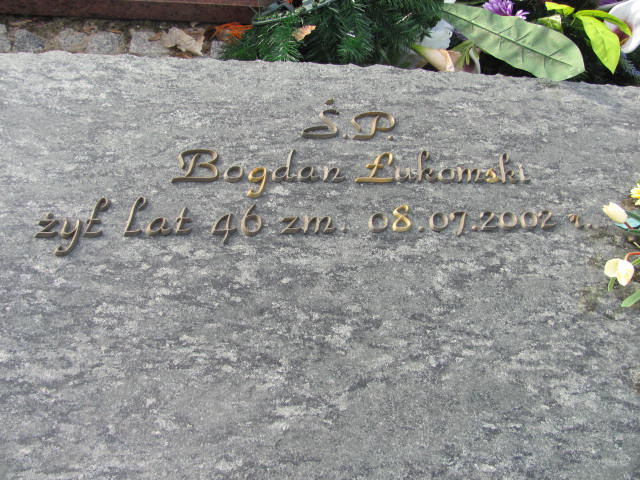 Ś.P.
Bogdan Łukomski
żył lat 46 zm. 08.07.2002 r.